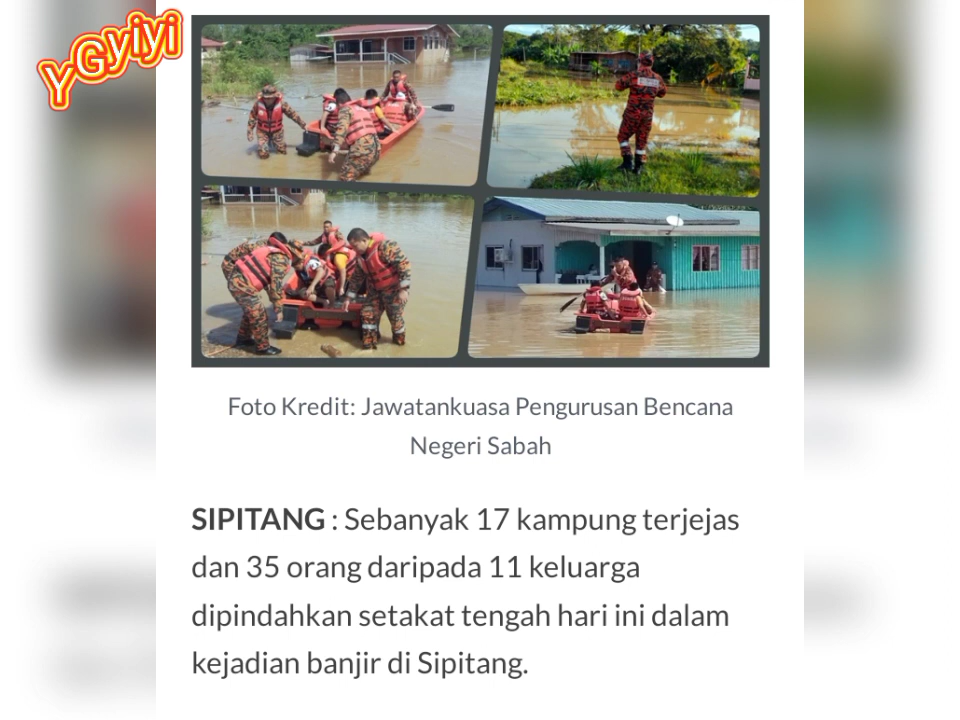 YGyiyi
Foto Kredit: Jawatankuasa Pengurusan Bencana
Negeri Sabah
SIPITANG : Sebanyak 17 kampung terjejas
dan 35 orang daripada 11 keluarga
dipindahkan setakat tengah hari ini dalam
kejadian banjir di Sipitang.